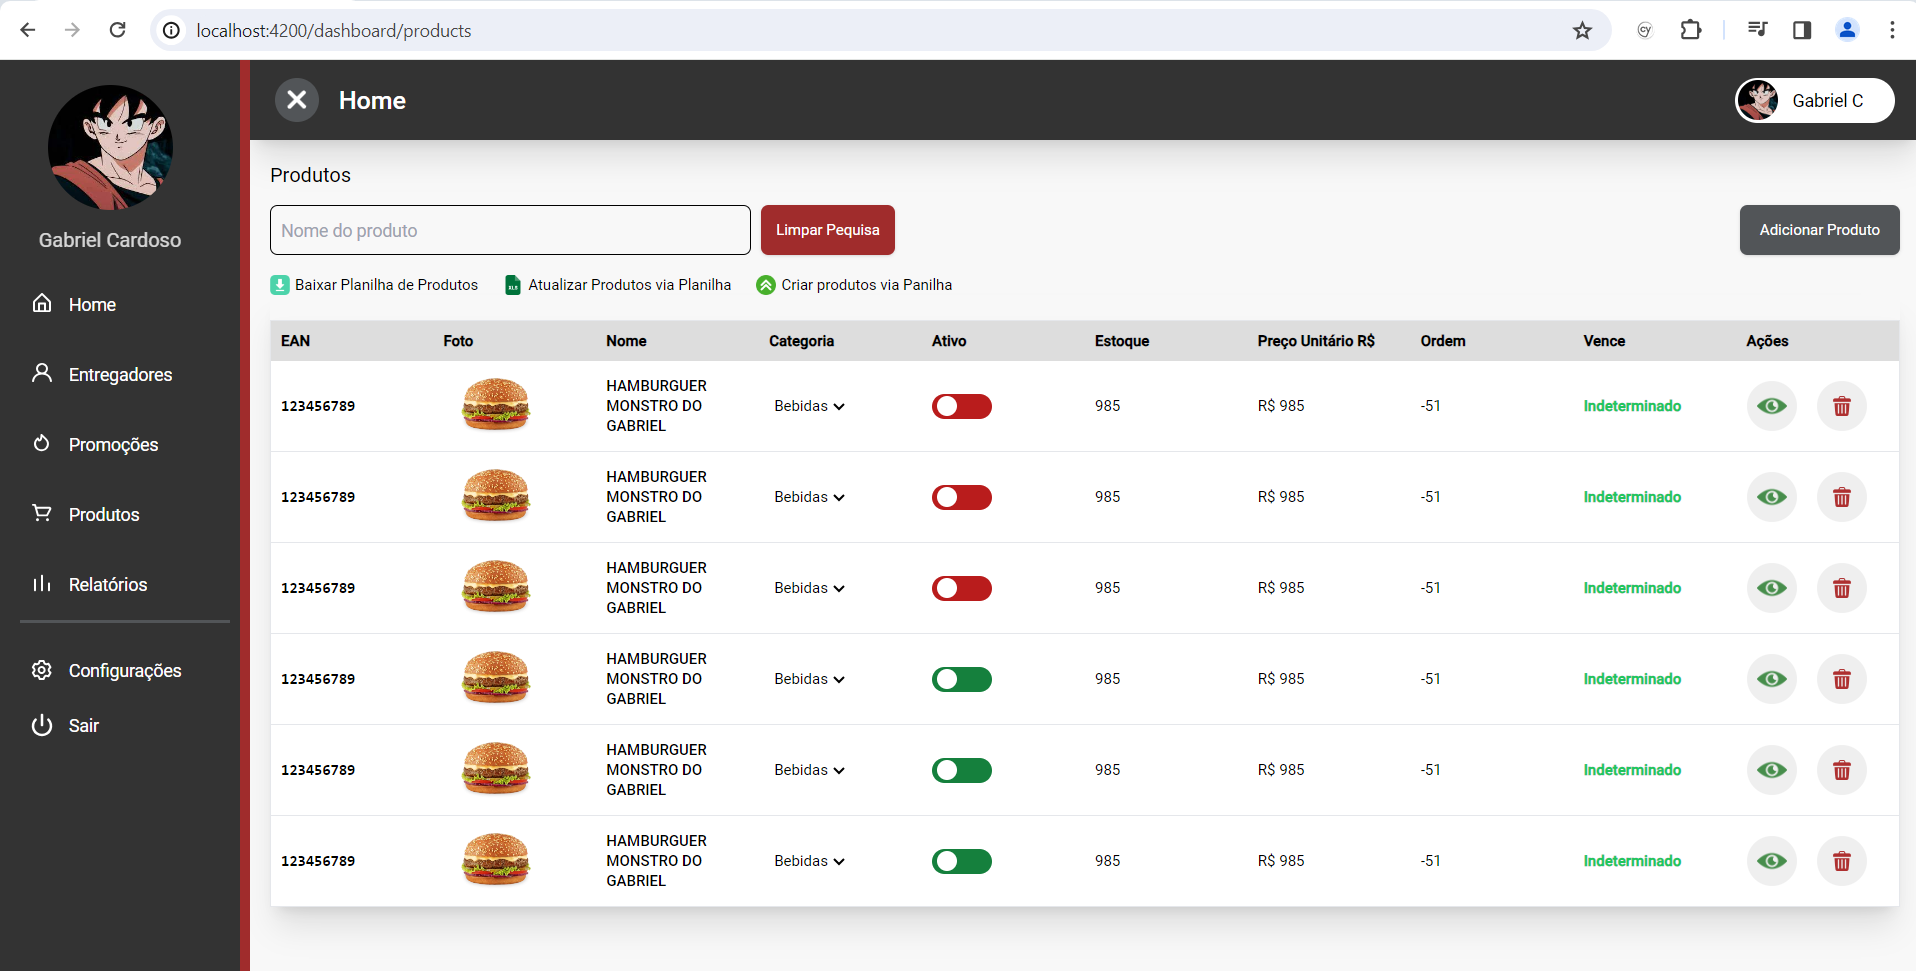 localhost:4200/dashboard/products
Home
Gabriel C
Gabriel Cardoso
Home
Entregadores
Promoções
Produtos
Relatórios
Configurações
Sair
Produtos
Nome do produto
Limpar Pequisa
Adicionar Produto
Baixar Planilha de Produtos
XLS Atualizar Produtos via Planilha
Criar produtos via Panilha
EAN Foto Nome Categoria Ativo Estoque Preço Unitário R$ Ordem Vence Ações
HAMBURGUER
123456789 MONSTRO DO Bebidas 985 R$ 985 -51 Indeterminado
GABRIEL
HAMBURGUER
123456789 MONSTRO DO Bebidas 985 R$ 985 -51 Indeterminado
GABRIEL
HAMBURGUER
123456789 MONSTRO DO Bebidas 985 R$ 985 -51 Indeterminado
GABRIEL
HAMBURGUER
123456789 MONSTRO DO Bebidas 985 R$ 985 -51 Indeterminado
GABRIEL
HAMBURGUER
123456789 MONSTRO DO Bebidas 985 R$ 985 -51 Indeterminado
GABRIEL
HAMBURGUER
123456789 MONSTRO DO Bebidas 985 R$ 985 -51 Indeterminado
GABRIEL